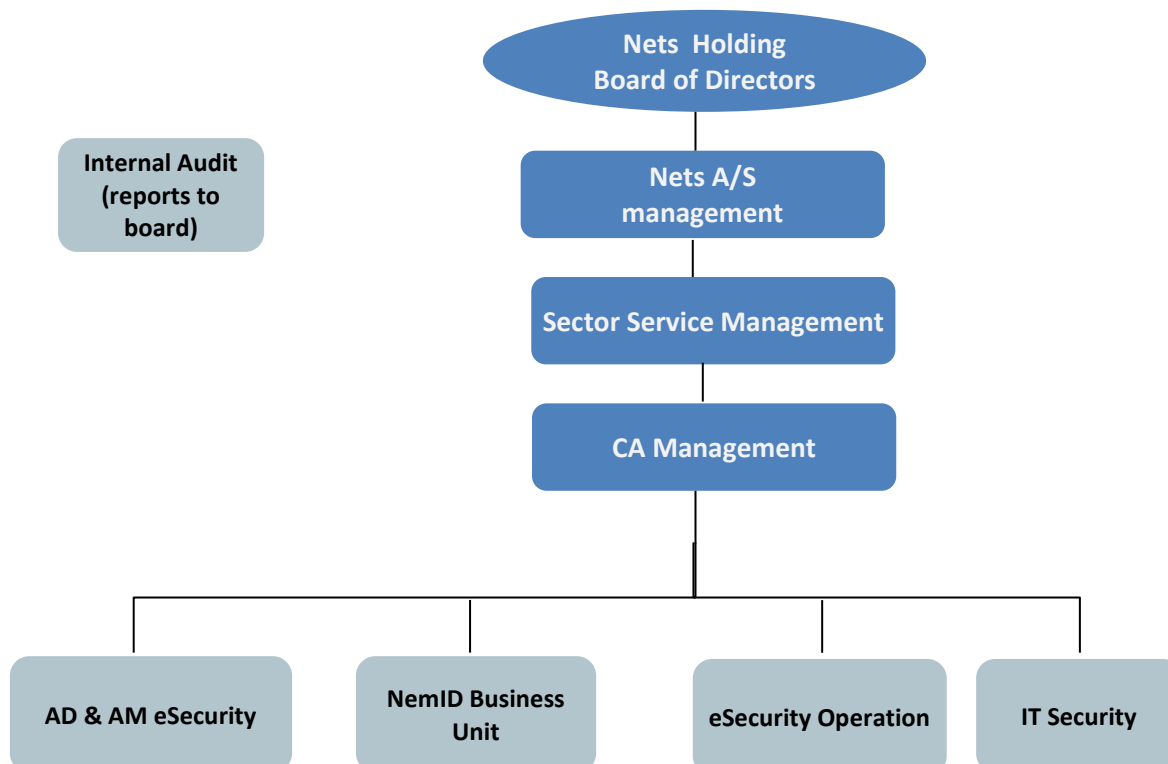 Nets Holding
Board of Directors
Internal Audit
(reports to
board)
Nets A/S
management
Sector Service Management
CA Management
AD & AM eSecurity
NemID Business
Unit
eSecurity Operation
IT Security